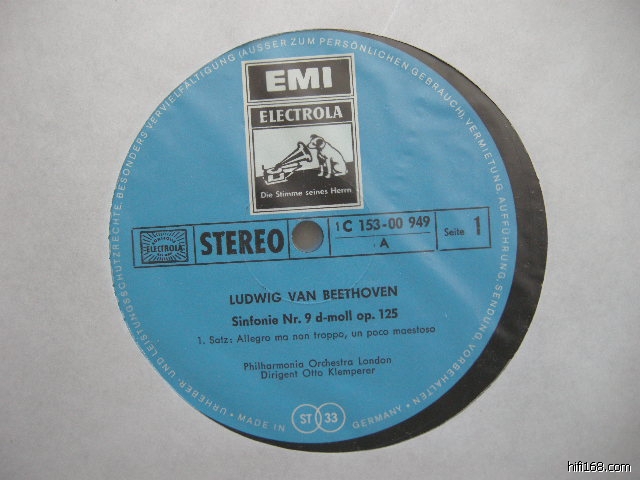 URHEBER- UND LEISTUNGSSCHUTZRECHTE, BESONDERS VERVIELFÄLTIGUNG (AUSSER ZUM PERSÖNLICHEN GEBRAUCH), VERMIETUNG, AUFFÜHRUNG, SENDUNG, VORBEHALTEN
EMI
ELECTROLA
Die Stimme seines Herrn
ELECTROLA
STEREO
1 C 153-00 949
A
Seite 1
LUDWIG VAN BEETHOVEN
Sinfonie Nr. 9 d-moll op. 125
1. Satz: Allegro ma non troppo, un poco maestoso
Philharmonia Orchestra London
Dirigent Otto Klemperer
• MADE IN ST 33 GERMANY •
hifi168.com